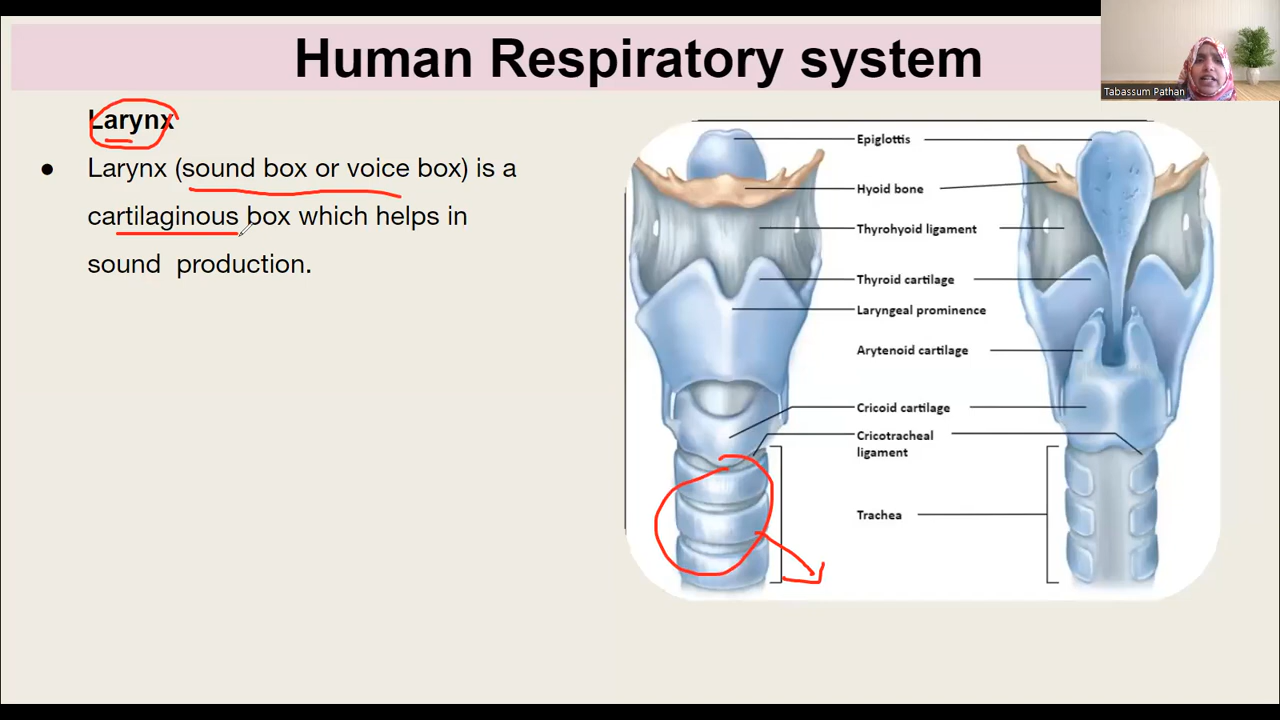 Human Respiratory system
Tabassum Pathan
Larynx
● Larynx (sound box or voice box) is a
cartilaginous box which helps in
sound production.
Epiglottis
Hyoid bone
Thyrohyoid ligament
Thyroid cartilage
Laryngeal prominence
Arytenoid cartilage
Cricoid cartilage
Cricotracheal
ligament
Trachea